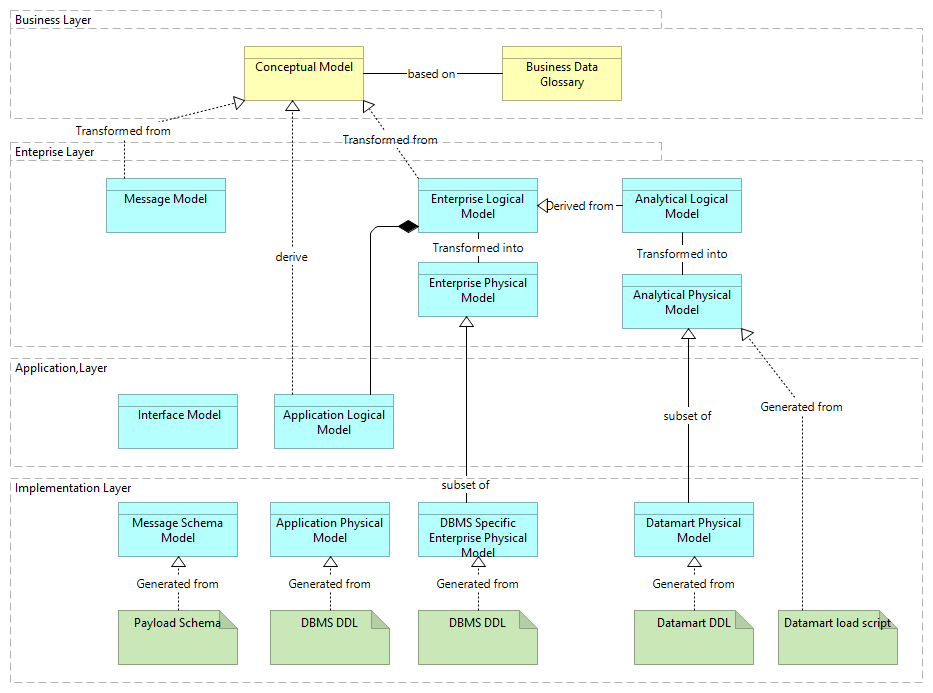 Business Layer
Conceptual Model
based on
Business Data
Glossary
Transformed from
Transformed from
Enteprise Layer
Message Model
Enterprise Logical
Model
Derived from
Analytical Logical
Model
Transformed into
Transformed into
derive
Enterprise Physical
Model
Analytical Physical
Model
Application,Layer
Interface Model
Application Logical
Model
Generated from
subset of
subset of
Implementation Layer
Message Schema
Model
Application Physical
Model
DBMS Specific
Enterprise Physical
Model
Datamart Physical
Model
Generated from
Generated from
Generated from
Generated from
Payload Schema
DBMS DDL
DBMS DDL
Datamart DDL
Datamart load script